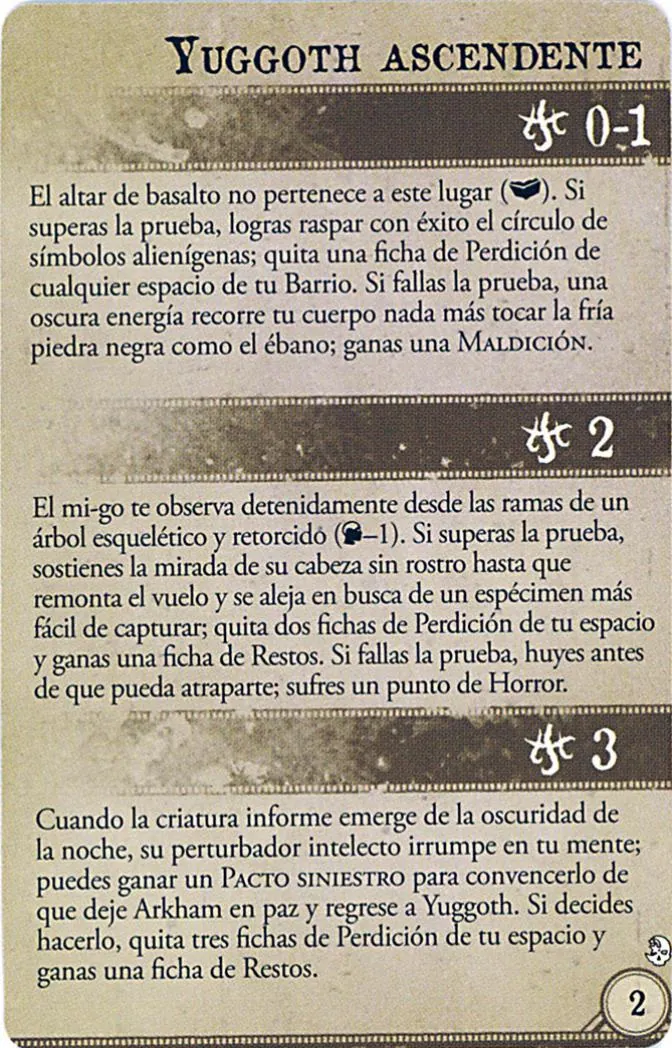 YUGGOTH ASCENDENTE
0-1
El altar de basalto no pertenece a este lugar (). Si
superas la prueba, logras raspar con éxito el círculo de
símbolos alienígenas; quita una ficha de Perdición de
cualquier espacio de tu Barrio. Si fallas la prueba, una
oscura energía recorre tu cuerpo nada más tocar la fría
piedra negra como el ébano; ganas una MALDICIÓN.
2
El mi-go te observa detenidamente desde las ramas de un
árbol esquelético y retorcido (–1). Si superas la prueba,
sostienes la mirada de su cabeza sin rostro hasta que
remonta el vuelo y se aleja en busca de un espécimen más
fácil de capturar; quita dos fichas de Perdición de tu espacio
y ganas una ficha de Restos. Si fallas la prueba, huyes antes
de que pueda atraparte; sufres un punto de Horror.
3
Cuando la criatura informe emerge de la oscuridad de
la noche, su perturbador intelecto irrumpe en tu mente;
puedes ganar un PACTO SINIESTRO para convencerlo de
que deje Arkham en paz y regrese a Yuggoth. Si decides
hacerlo, quita tres fichas de Perdición de tu espacio y
ganas una ficha de Restos.
2